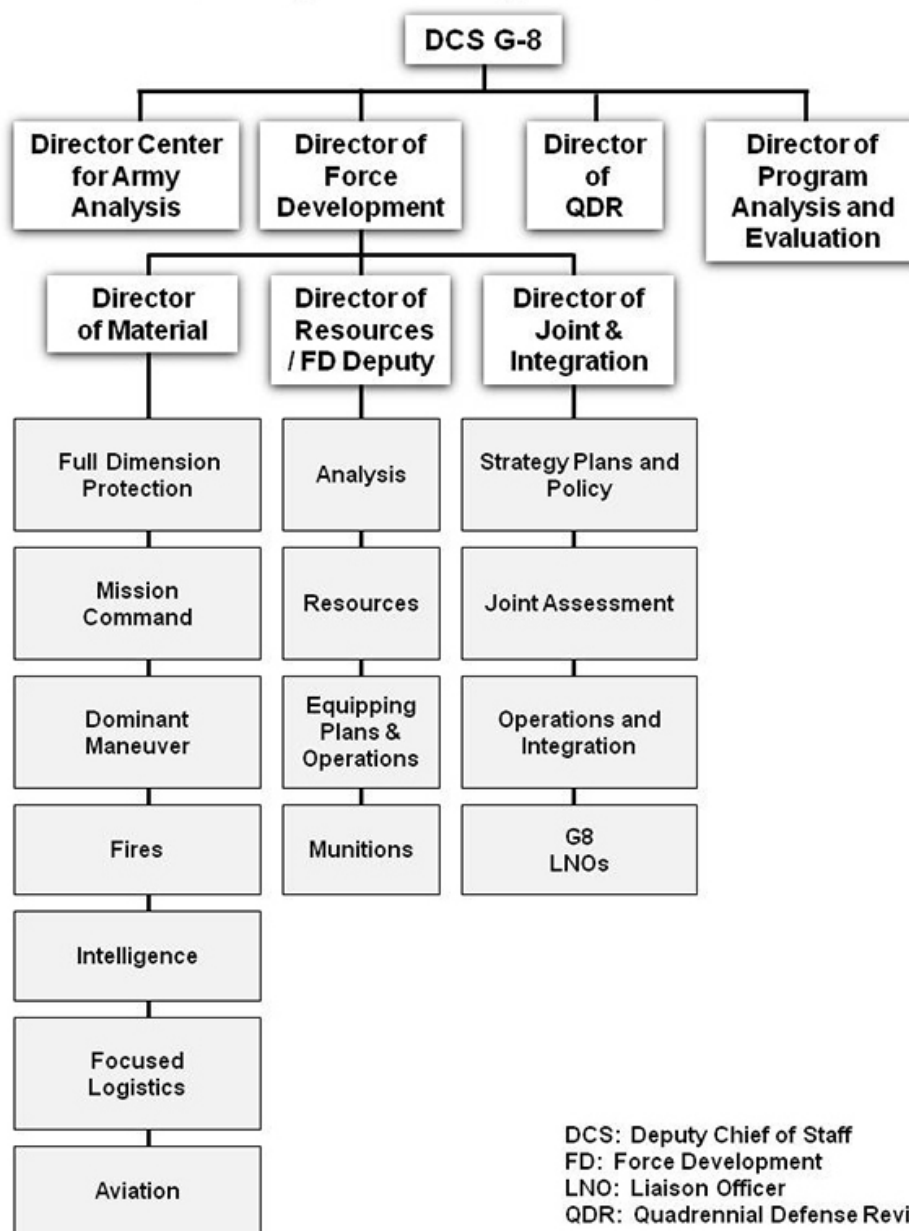 DCS G-8
Director Center
for Army
Analysis
Director of
Force
Development
Director
of
QDR
Director of
Program
Analysis and
Evaluation
Director
of Material
Director of
Resources
/ FD Deputy
Director of
Joint &
Integration
Full Dimension
Protection
Mission
Command
Dominant
Maneuver
Fires
Intelligence
Focused
Logistics
Aviation
Analysis
Resources
Equipping
Plans &
Operations
Munitions
Strategy Plans and
Policy
Joint Assessment
Operations and
Integration
G8
LNOs
DCS: Deputy Chief of Staff
FD: Force Development
LNO: Liaison Officer
QDR: Quadrennial Defense